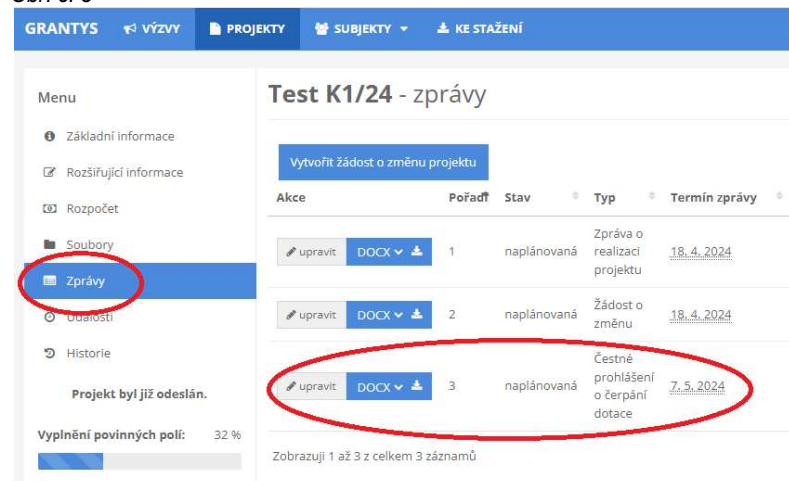 GRANTYS VÝZVY PROJEKTY SUBJEKTY KE STAŽENÍ
Menu
Základní informace
Rozšiřující informace
Rozpočet
Soubory
Zprávy
Události
Historie
Projekt byl již odeslán.
Vyplnění povinných polí: 32 %
Test K1/24 - zprávy
Vytvořit žádost o změnu projektu
Akce Pořadí Stav Typ Termín zprávy
upravit DOCX 1 naplánovaná Zpráva o
realizaci 18. 4. 2024
projektu
upravit DOCX 2 naplánovaná Žádost o
změnu 18. 4. 2024
Čestné
prohlášení
upravit DOCX 3 naplánovaná o čerpání 7. 5. 2024
dotace
Zobrazuji 1 až 3 z celkem 3 záznamů